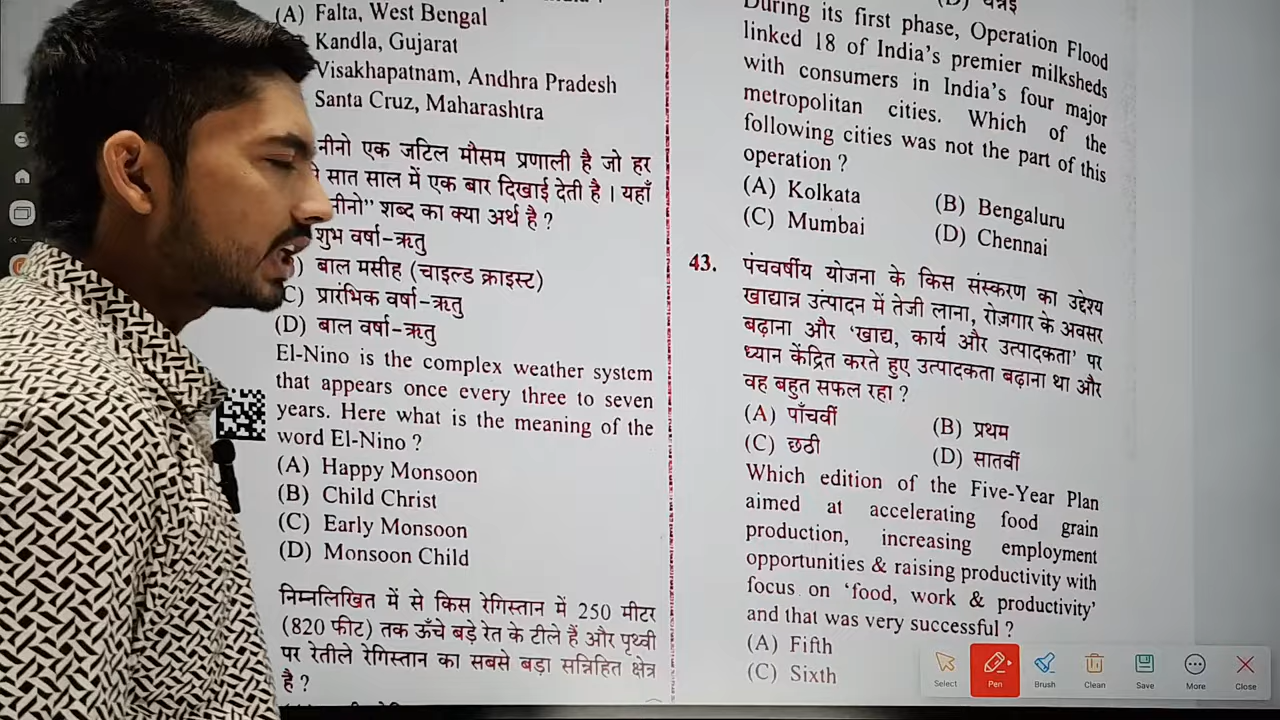 (A) Falta, West Bengal
Kandla, Gujarat
Visakhapatnam, Andhra Pradesh
Santa Cruz, Maharashtra
नीनो एक जटिल मौसम प्रणाली है जो हर
सात साल में एक बार दिखाई देती है । यहाँ
नीनो” शब्द का क्या अर्थ है ?
शुभ वर्षा-ऋतु
) बाल मसीह (चाइल्ड क्राइस्ट)
C) प्रारंभिक वर्षा-ऋतु
(D) बाल वर्षा-ऋतु
El-Nino is the complex weather system
that appears once every three to seven
years. Here what is the meaning of the
word El-Nino ?
(A) Happy Monsoon
(B) Child Christ
(C) Early Monsoon
(D) Monsoon Child
निम्नलिखित में से किस रेगिस्तान में 250 मीटर
(820 फीट) तक ऊँचे बड़े रेत के टीले हैं और पृथ्वी
पर रेतीले रेगिस्तान का सबसे बड़ा सन्निहित क्षेत्र
है ?
(D) चेन्नई
During its first phase, Operation Flood
linked 18 of India’s premier milksheds
with consumers in India’s four major
metropolitan cities. Which of the
following cities was not the part of this
operation ?
(A) Kolkata (B) Bengaluru
(C) Mumbai (D) Chennai
43. पंचवर्षीय योजना के किस संस्करण का उद्देश्य
खाद्यान्न उत्पादन में तेजी लाना, रोज़गार के अवसर
बढ़ाना और ‘खाद्य, कार्य और उत्पादकता’ पर
ध्यान केंद्रित करते हुए उत्पादकता बढ़ाना था और
वह बहुत सफल रहा ?
(A) पाँचवीं (B) प्रथम
(C) छठी (D) सातवीं
Which edition of the Five-Year Plan
aimed at accelerating food grain
production, increasing employment
opportunities & raising productivity with
focus on ‘food, work & productivity’
and that was very successful ?
(A) Fifth
(C) Sixth
Select Pen Brush Clean Save More Close